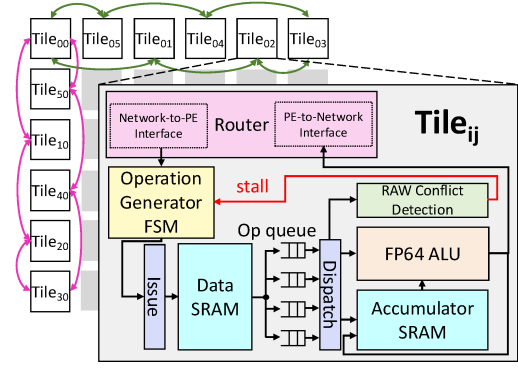 Tile00 Tile05 Tile01 Tile04 Tile02 Tile03
Tile50
Tile10
Tile40
Tile20
Tile30
Network-to-PE
Interface
Router
PE-to-Network
Interface
Tileij
Operation
Generator
FSM
stall
RAW Conflict
Detection
Op queue
Issue
Data
SRAM
Dispatch
FP64 ALU
Accumulator
SRAM